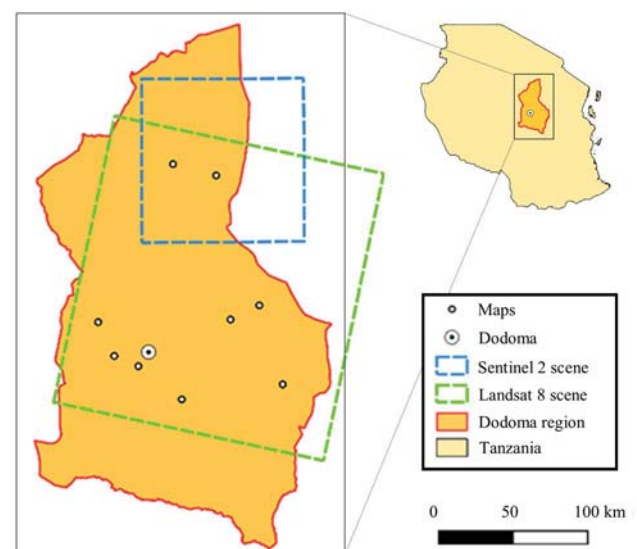 Maps
Dodoma
Sentinel 2 scene
Landsat 8 scene
Dodoma region
Tanzania
0 50 100 km